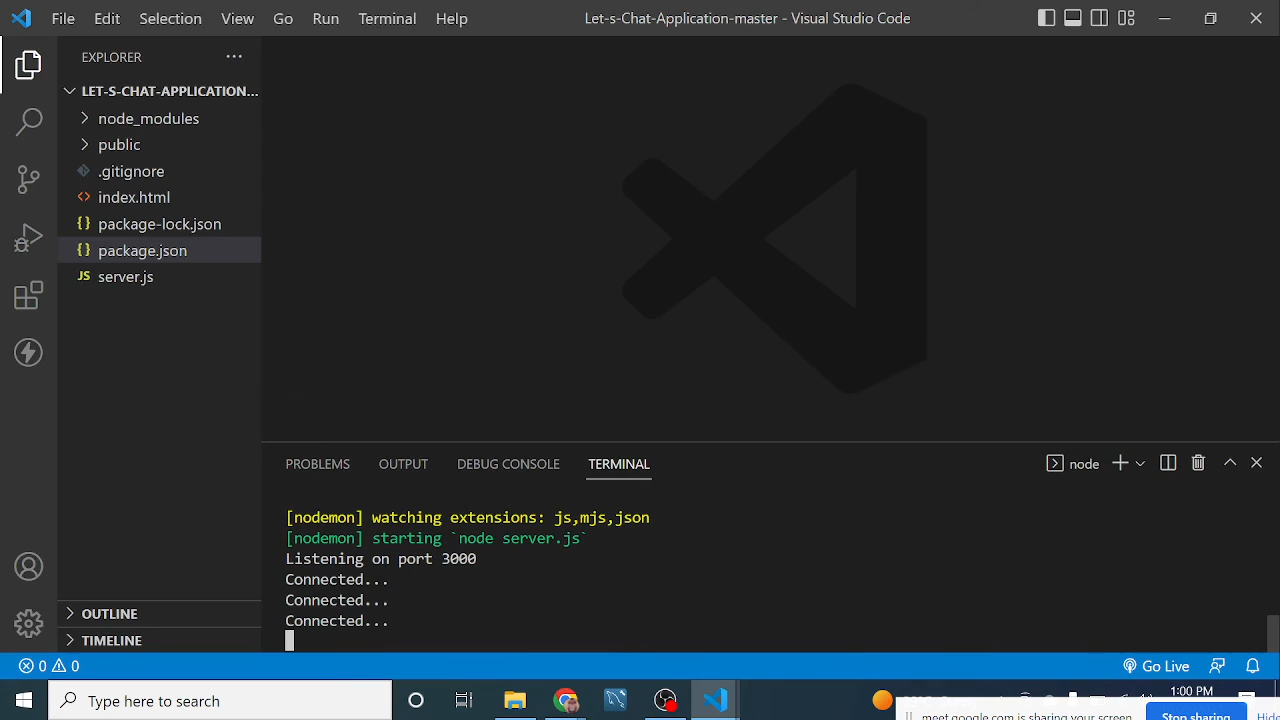 File Edit Selection View Go Run Terminal Help
Let-s-Chat-Application-master - Visual Studio Code
EXPLORER
LET-S-CHAT-APPLICATION...
node_modules
public
.gitignore
index.html
package-lock.json
package.json
JS server.js
OUTLINE
TIMELINE
PROBLEMS OUTPUT DEBUG CONSOLE TERMINAL
node
[nodemon] watching extensions: js,mjs,json
[nodemon] starting `node server.js`
Listening on port 3000
Connected...
Connected...
Connected...
0 0
Go Live
Type here to search
1:00 PM
meet.google.com is sharing your screen.
Stop sharing
Hide